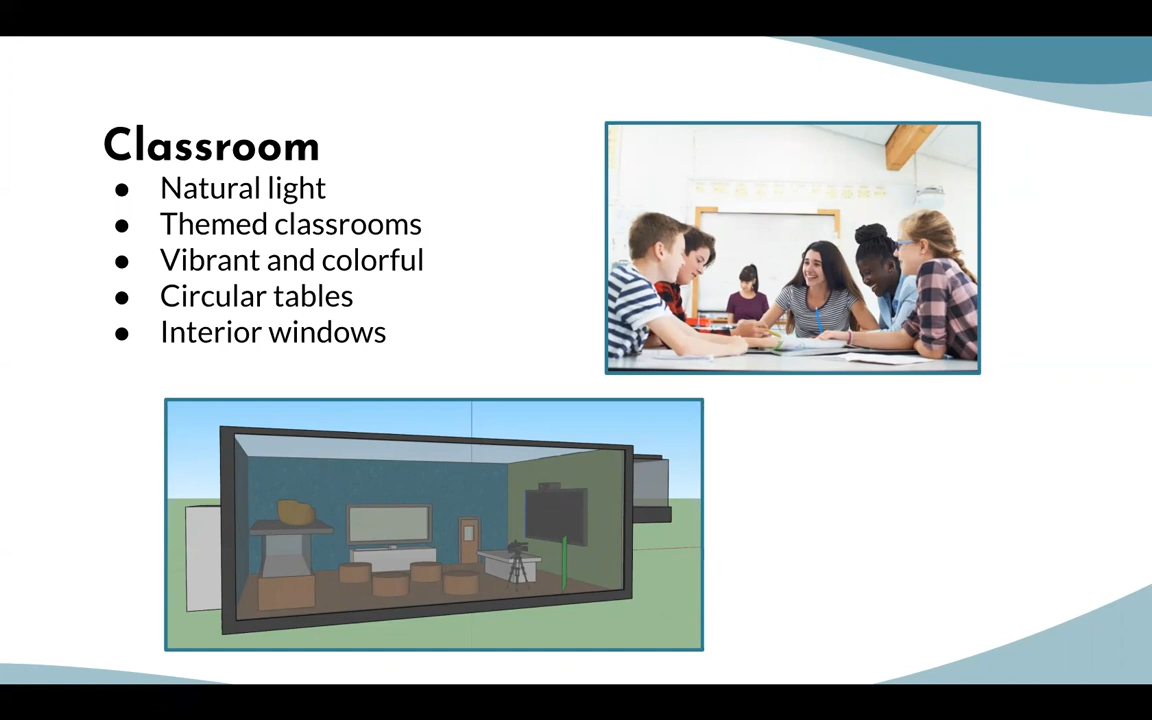 Classroom
● Natural light
● Themed classrooms
● Vibrant and colorful
● Circular tables
● Interior windows